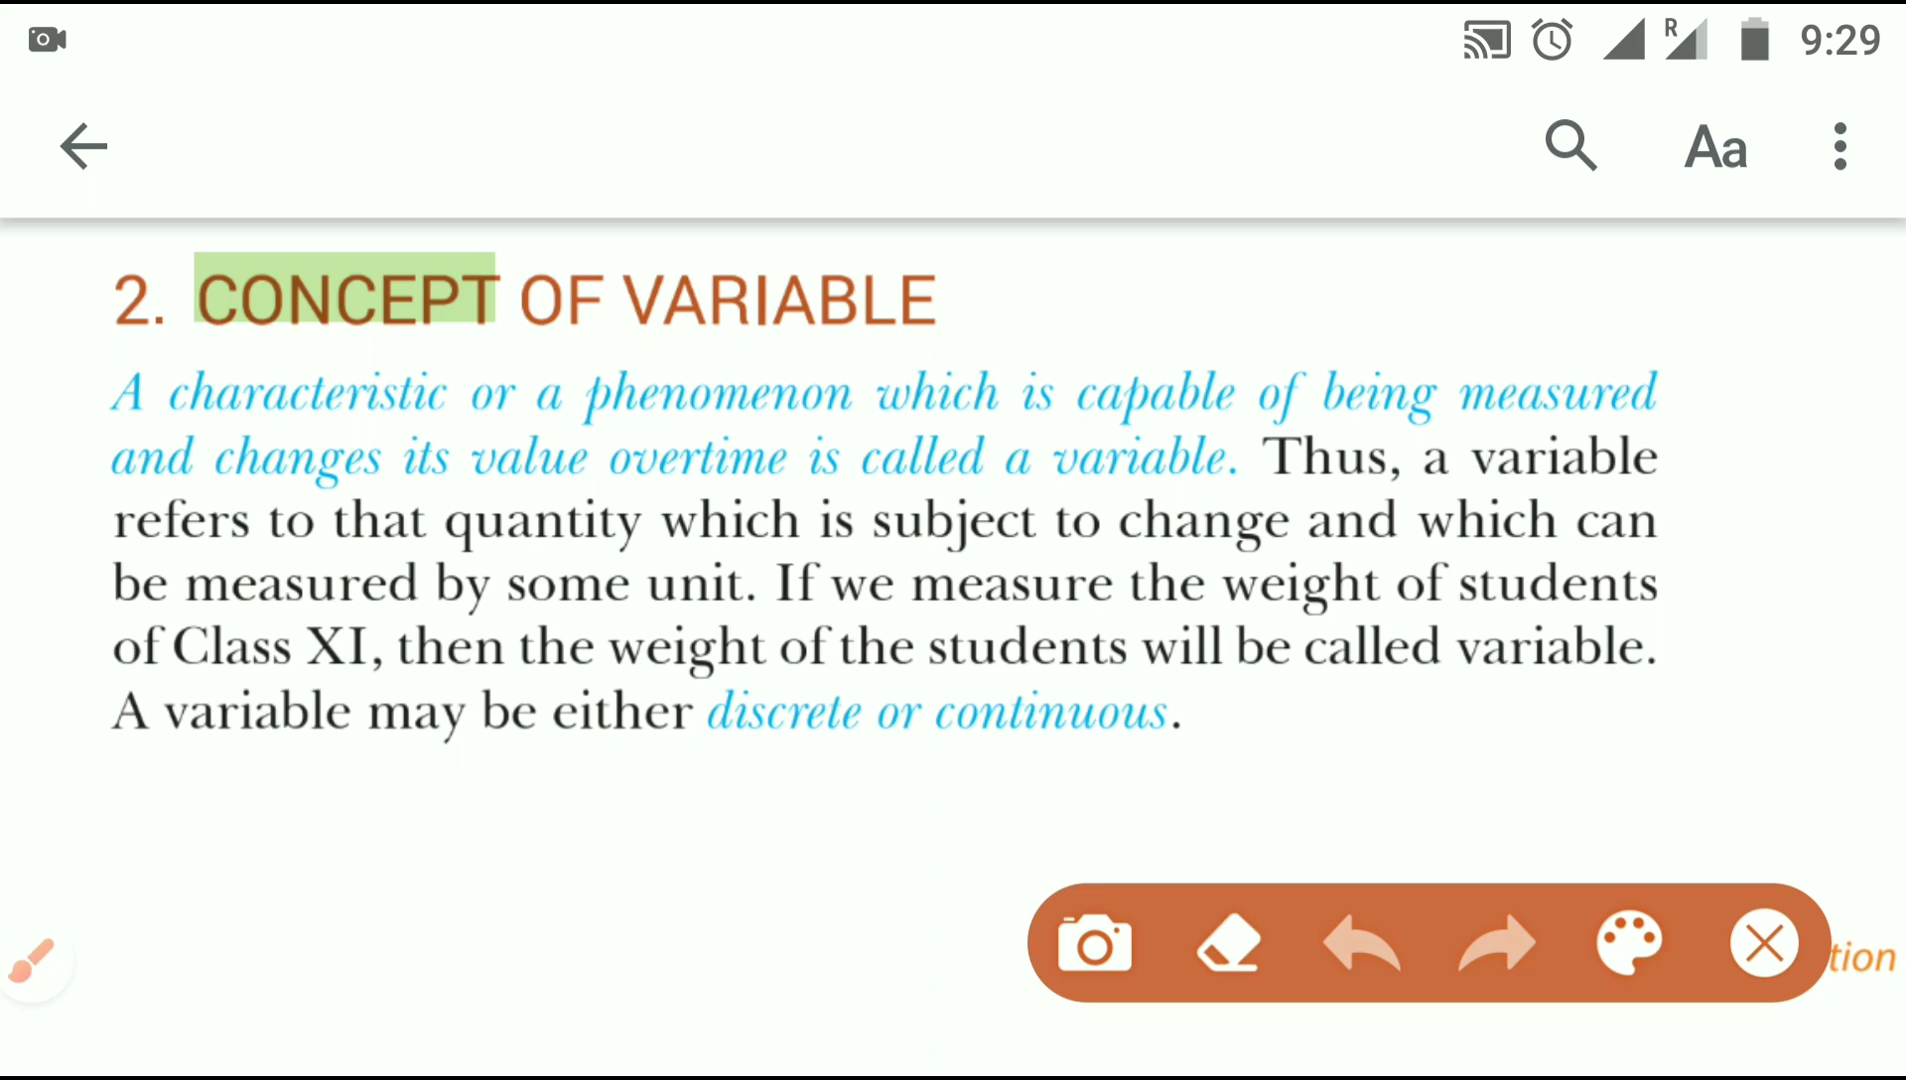 9:29
R
Aa
2. CONCEPT OF VARIABLE
A characteristic or a phenomenon which is capable of being measured
and changes its value overtime is called a variable. Thus, a variable
refers to that quantity which is subject to change and which can
be measured by some unit. If we measure the weight of students
of Class XI, then the weight of the students will be called variable.
A variable may be either discrete or continuous.
tion